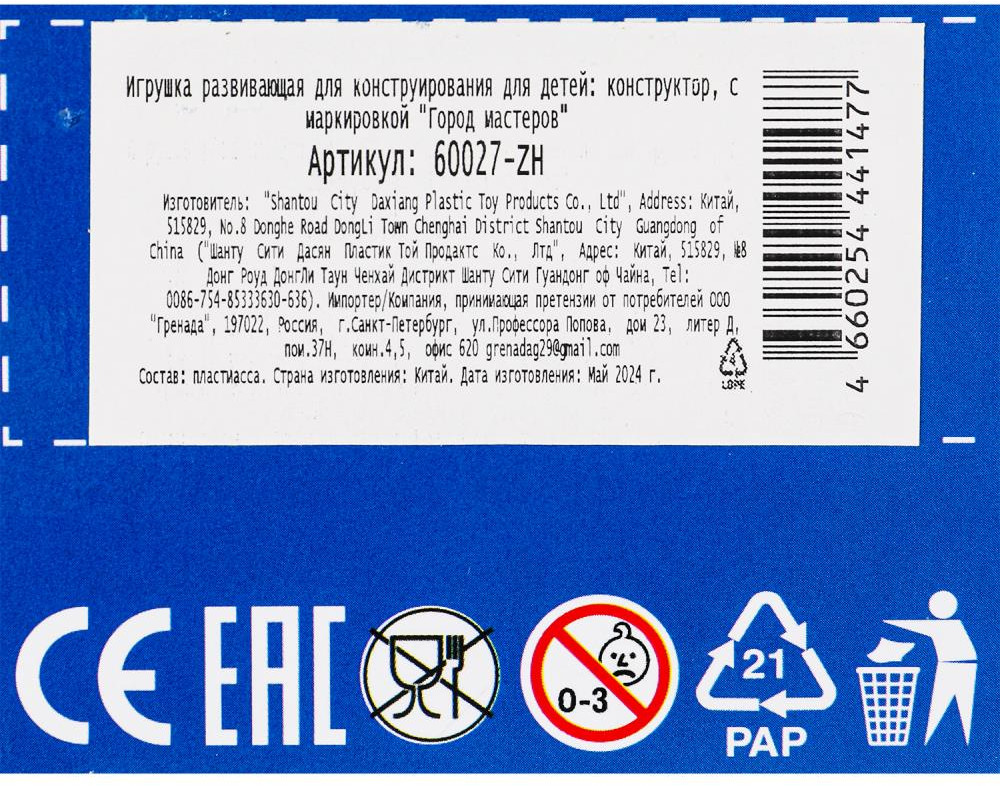 Игрушка развивающая для конструирования для детей: конструктор, с
маркировкой "Город мастеров"
Артикул: 60027-ZH
Изготовитель: "Shantou City Daxiang Plastic Toy Products Co., Ltd", Address: Китай,
515829, No.8 Donghe Road DongLi Town Chenghai District Shantou City Guangdong of
China ("Шанту Сити Дасян Пластик Той Продактс Ко., Лтд", Адрес: Китай, 515829, №8
Донг Роуд ДонгЛи Таун Ченхай Дистрикт Шанту Сити Гуандонг оф Чайна, Tel:
0086-754-85333630-636). Импортер/Компания, принимающая претензии от потребителей ООО
"Гренада", 197022, Россия, г.Санкт-Петербург, ул.Профессора Попова, дом 23, литер Д,
пом.37Н, комн.4,5, офис 620 grenadag29@gmail.com
Состав: пластмасса. Страна изготовления: Китай. Дата изготовления: Май 2024 г.
4
LDPE
4 660254 441477
CE EAC
0-3
21
PAP